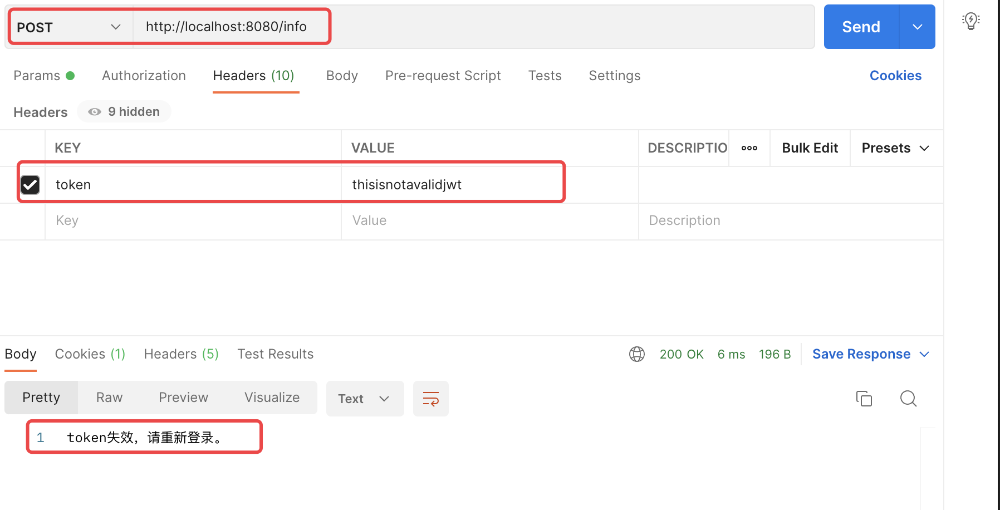 POST http://localhost:8080/info Send
Params Authorization Headers (10) Body Pre-request Script Tests Settings Cookies
Headers 9 hidden
KEY VALUE DESCRIPTIO ooo Bulk Edit Presets
token thisisnotavalidjwt
Key Value Description
Body Cookies (1) Headers (5) Test Results 200 OK 6 ms 196 B Save Response
Pretty Raw Preview Visualize Text
1 token失效，请重新登录。